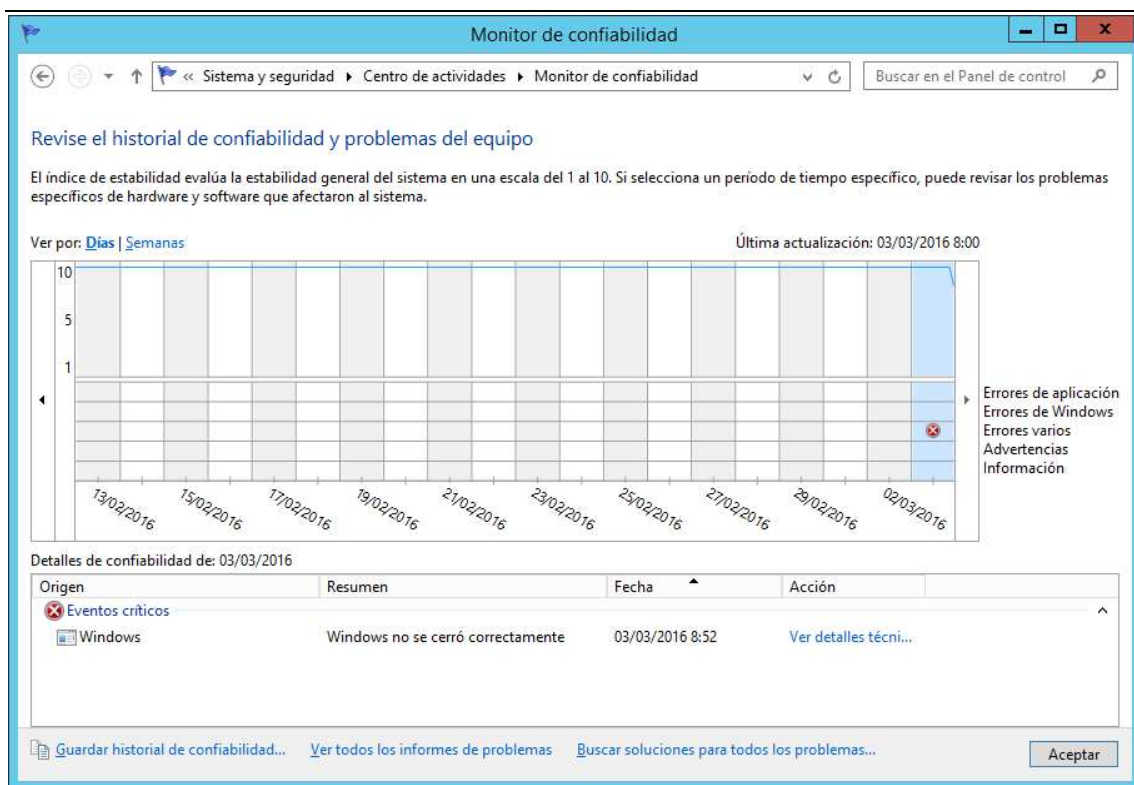 Monitor de confiabilidad
« Sistema y seguridad Centro de actividades Monitor de confiabilidad
Buscar en el Panel de control
Revise el historial de confiabilidad y problemas del equipo
El índice de estabilidad evalúa la estabilidad general del sistema en una escala del 1 al 10. Si selecciona un período de tiempo específico, puede revisar los problemas
específicos de hardware y software que afectaron al sistema.
Ver por: Días | Semanas
Última actualización: 03/03/2016 8:00
10
5
1
Errores de aplicación
Errores de Windows
Errores varios
Advertencias
Información
13/02/2016 15/02/2016 17/02/2016 19/02/2016 21/02/2016 23/02/2016 25/02/2016 27/02/2016 29/02/2016 02/03/2016
Detalles de confiabilidad de: 03/03/2016
Origen Resumen Fecha Acción
Eventos críticos
Windows Windows no se cerró correctamente 03/03/2016 8:52 Ver detalles técni...
Guardar historial de confiabilidad... Ver todos los informes de problemas Buscar soluciones para todos los problemas...
Aceptar